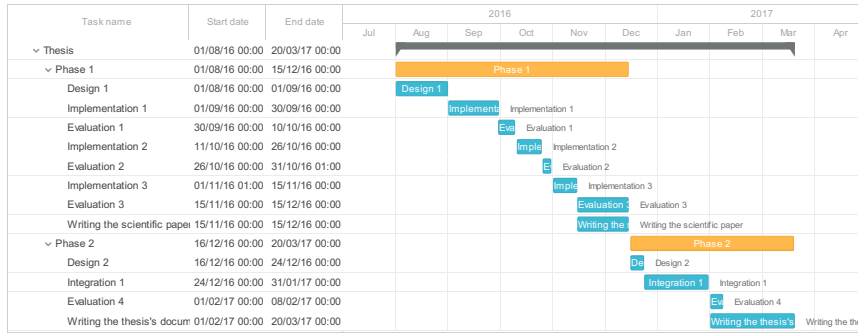 Task name Start date End date 2016 2017
Jul Aug Sep Oct Nov Dec Jan Feb Mar Apr
Thesis 01/08/16 00:00 20/03/17 00:00
Phase 1 01/08/16 00:00 15/12/16 00:00 Phase 1
Design 1 01/08/16 00:00 01/09/16 00:00 Design 1
Implementation 1 01/09/16 00:00 30/09/16 00:00 Implementa Implementation 1
Evaluation 1 30/09/16 00:00 10/10/16 00:00 Eva Evaluation 1
Implementation 2 11/10/16 00:00 26/10/16 00:00 Imple Implementation 2
Evaluation 2 26/10/16 00:00 31/10/16 01:00 E Evaluation 2
Implementation 3 01/11/16 01:00 15/11/16 00:00 Imple Implementation 3
Evaluation 3 15/11/16 00:00 15/12/16 00:00 Evaluation 3 Evaluation 3
Writing the scientific paper 15/11/16 00:00 15/12/16 00:00 Writing the Writing the scientific paper
Phase 2 16/12/16 00:00 20/03/17 00:00 Phase 2
Design 2 16/12/16 00:00 24/12/16 00:00 De Design 2
Integration 1 24/12/16 00:00 31/01/17 00:00 Integration 1 Integration 1
Evaluation 4 01/02/17 00:00 08/02/17 00:00 Eva Evaluation 4
Writing the thesis's docum 01/02/17 00:00 20/03/17 00:00 Writing the thesis's Writing the the